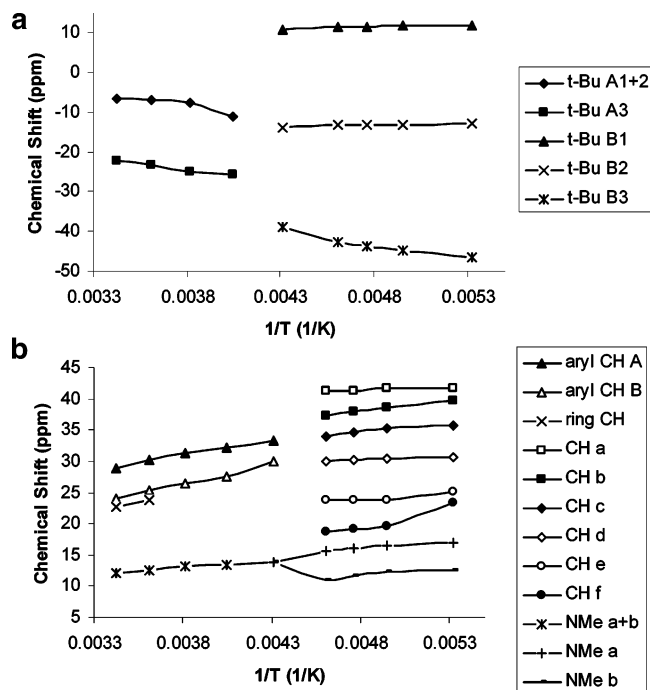 a
Chemical Shift (ppm)
10
0
-10
-20
-30
-40
-50
0.0033 0.0038 0.0043 0.0048 0.0053
1/T (1/K)
t-Bu A1+2
t-Bu A3
t-Bu B1
t-Bu B2
t-Bu B3
b
Chemical Shift (ppm)
45
40
35
30
25
20
15
10
5
0.0033 0.0038 0.0043 0.0048 0.0053
1/T (1/K)
aryl CH A
aryl CH B
ring CH
CH a
CH b
CH c
CH d
CH e
CH f
NMe a+b
NMe a
NMe b